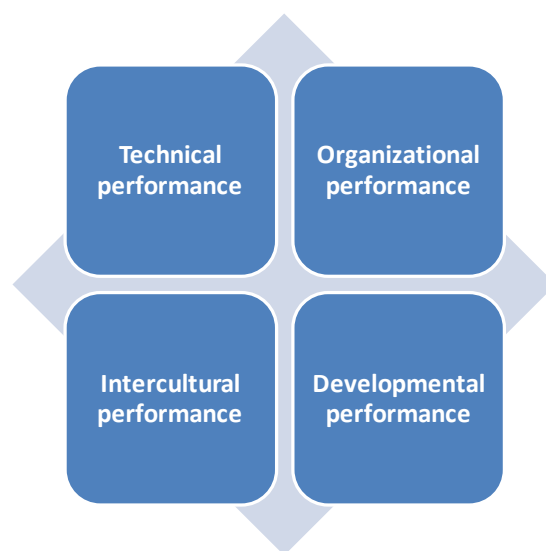 Technical
performance
Organizational
performance
Intercultural
performance
Developmental
performance